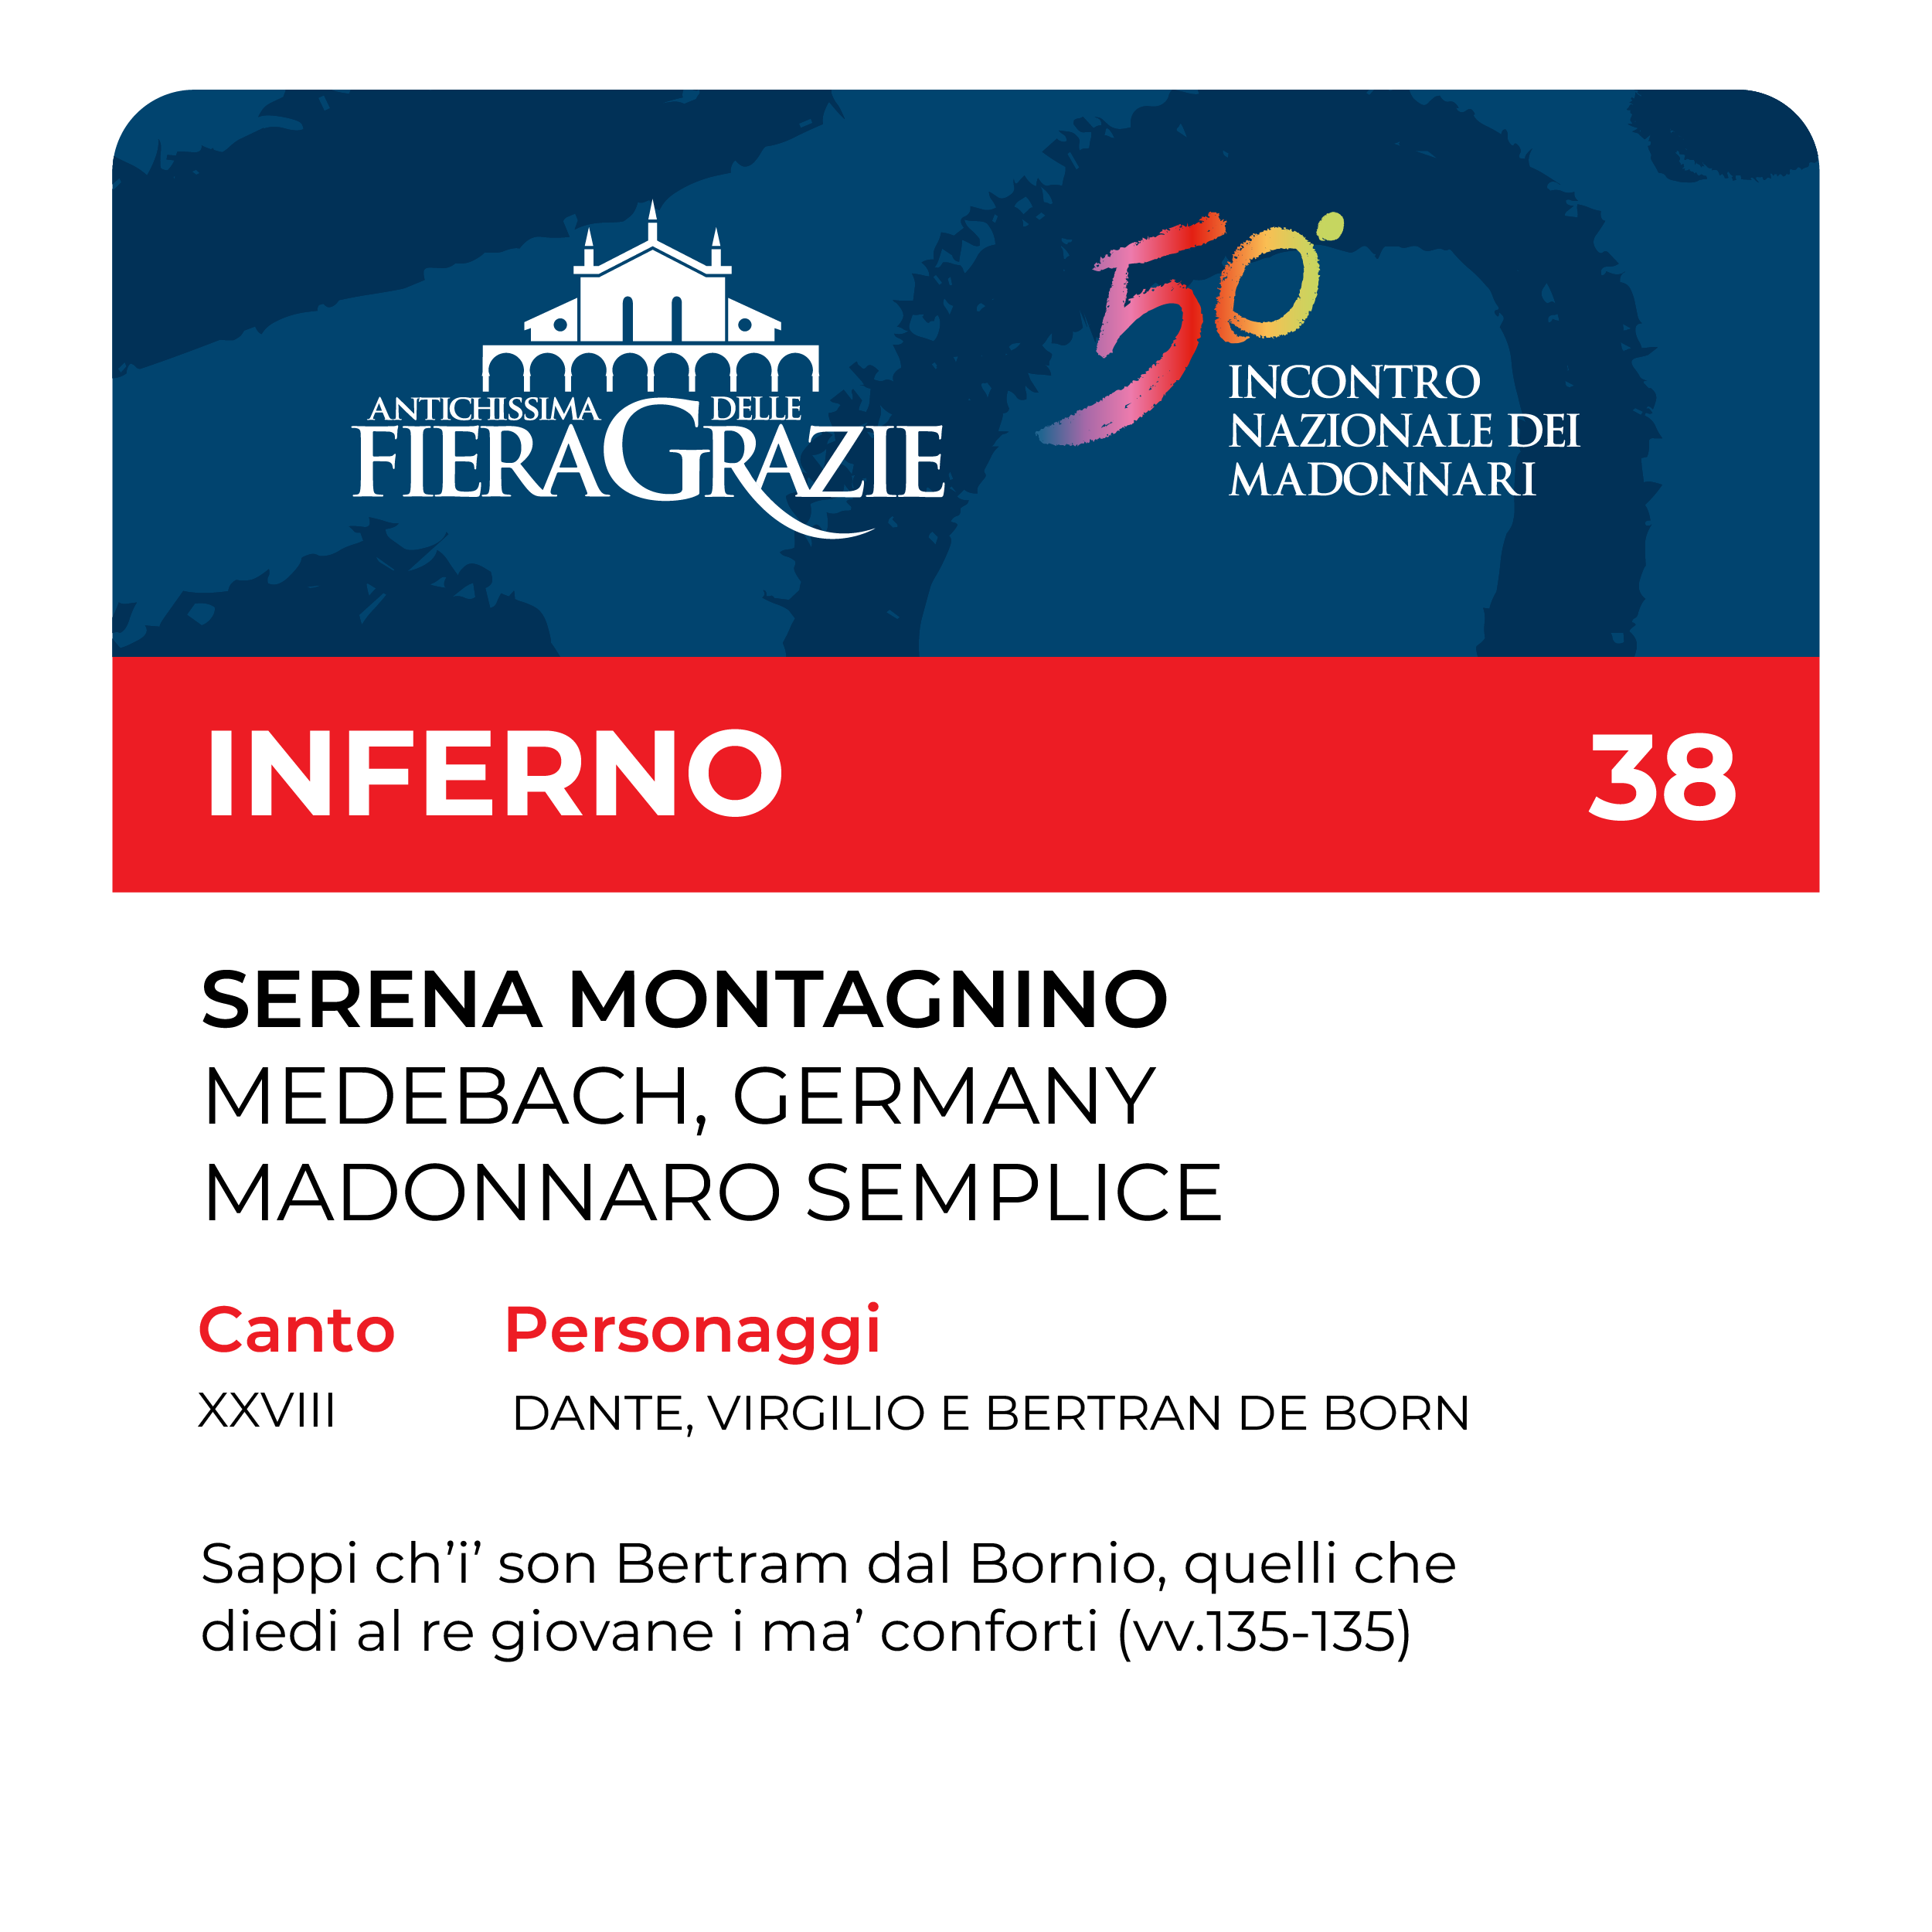 ANTICHISSIMA DELLE
FIERAGRAZIE
50°
INCONTRO
NAZIONALE DEI
MADONNARI
INFERNO 38
SERENA MONTAGNINO
MEDEBACH, GERMANY
MADONNARO SEMPLICE
Canto Personaggi
XXVIII DANTE, VIRGILIO E BERTRAN DE BORN
Sappi ch’i’ son Bertram dal Bornio, quelli che
diedi al re giovane i ma’ conforti (vv.135-135)